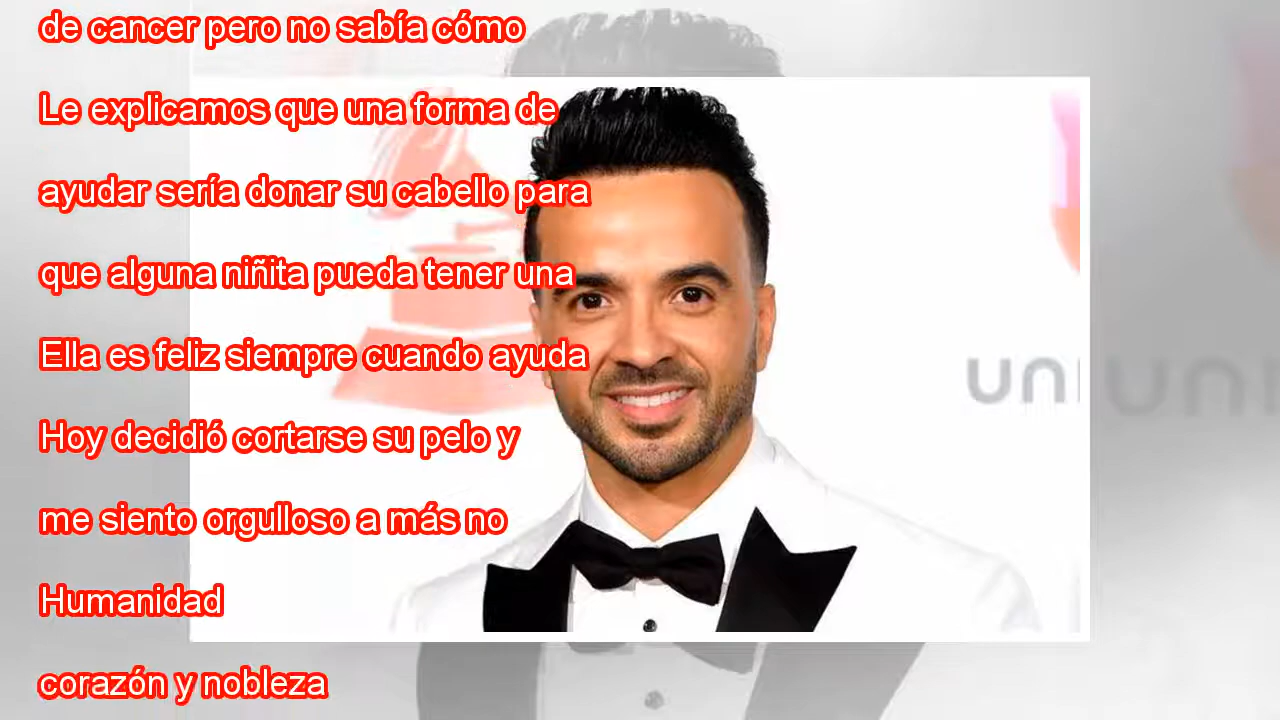 de cancer pero no sabía cómo
Le explicamos que una forma de
ayudar sería donar su cabello para
que alguna niñita pueda tener una
Ella es feliz siempre cuando ayuda
Hoy decidió cortarse su pelo y
me siento orgulloso a más no
Humanidad
corazón y nobleza
UNI
UNI